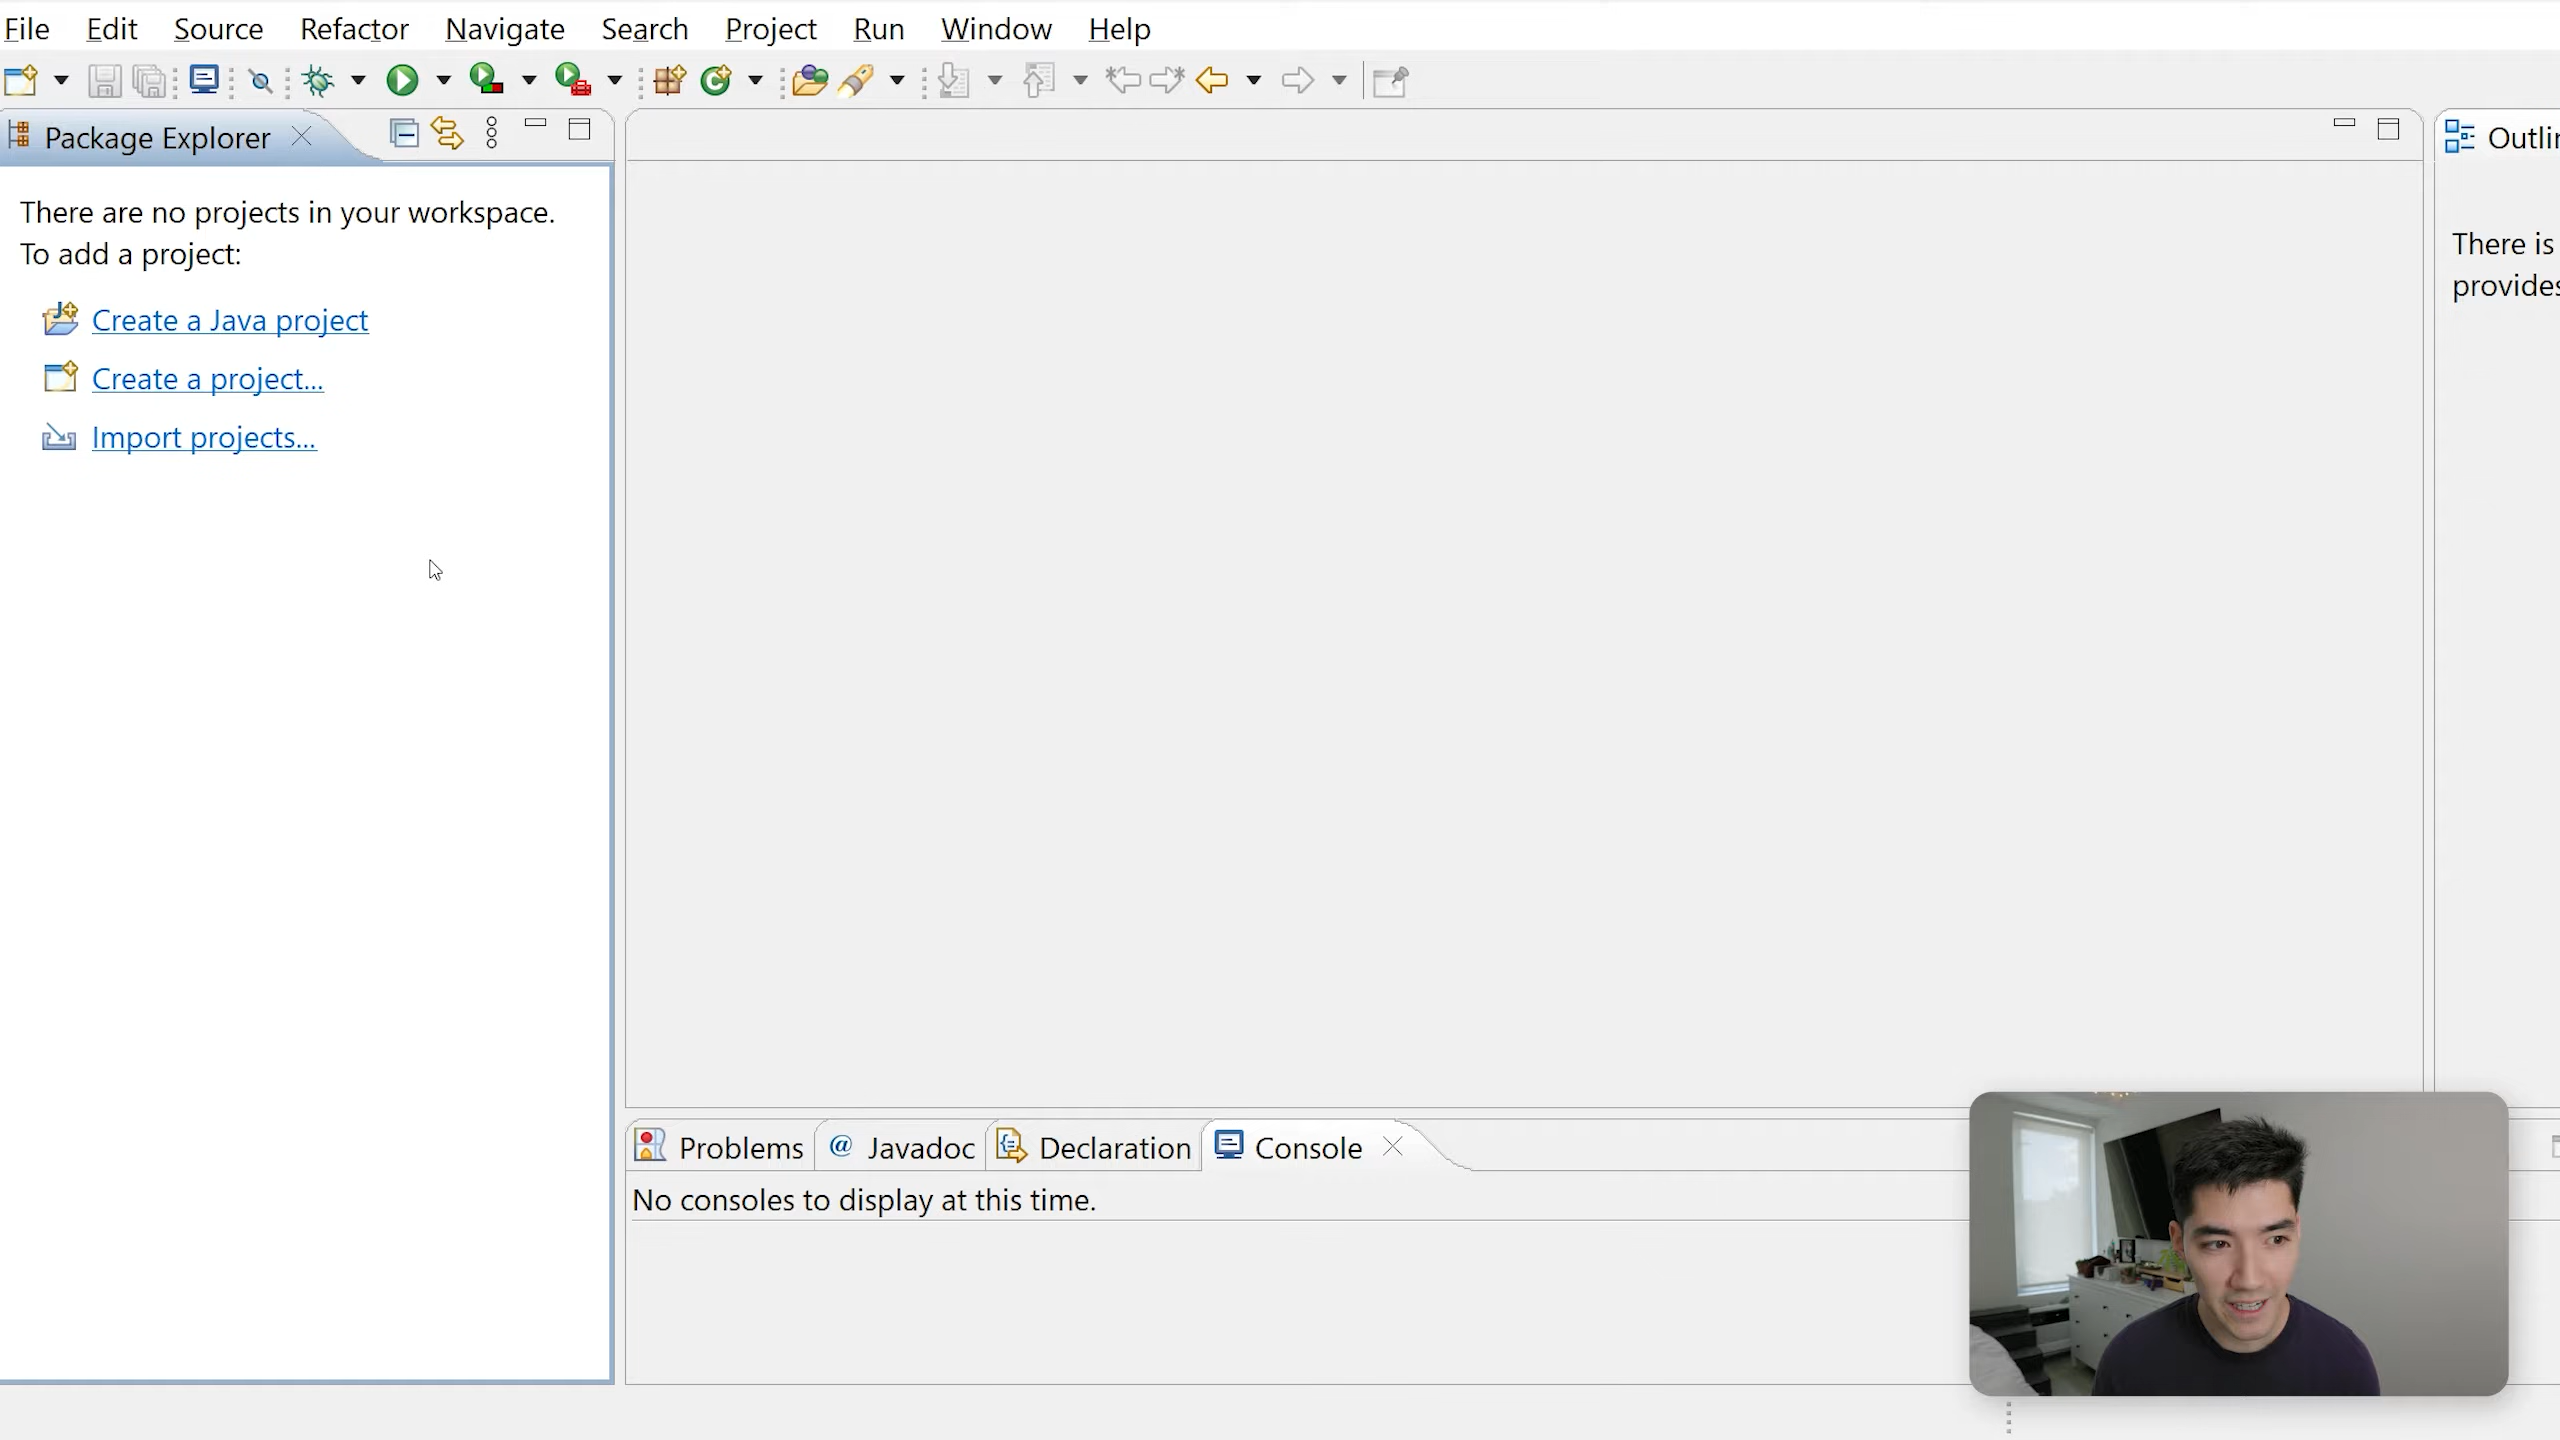 File Edit Source Refactor Navigate Search Project Run Window Help
Package Explorer
There are no projects in your workspace.
To add a project:
Create a Java project
Create a project...
Import projects...
There is
provides
Problems @ Javadoc Declaration Console
No consoles to display at this time.